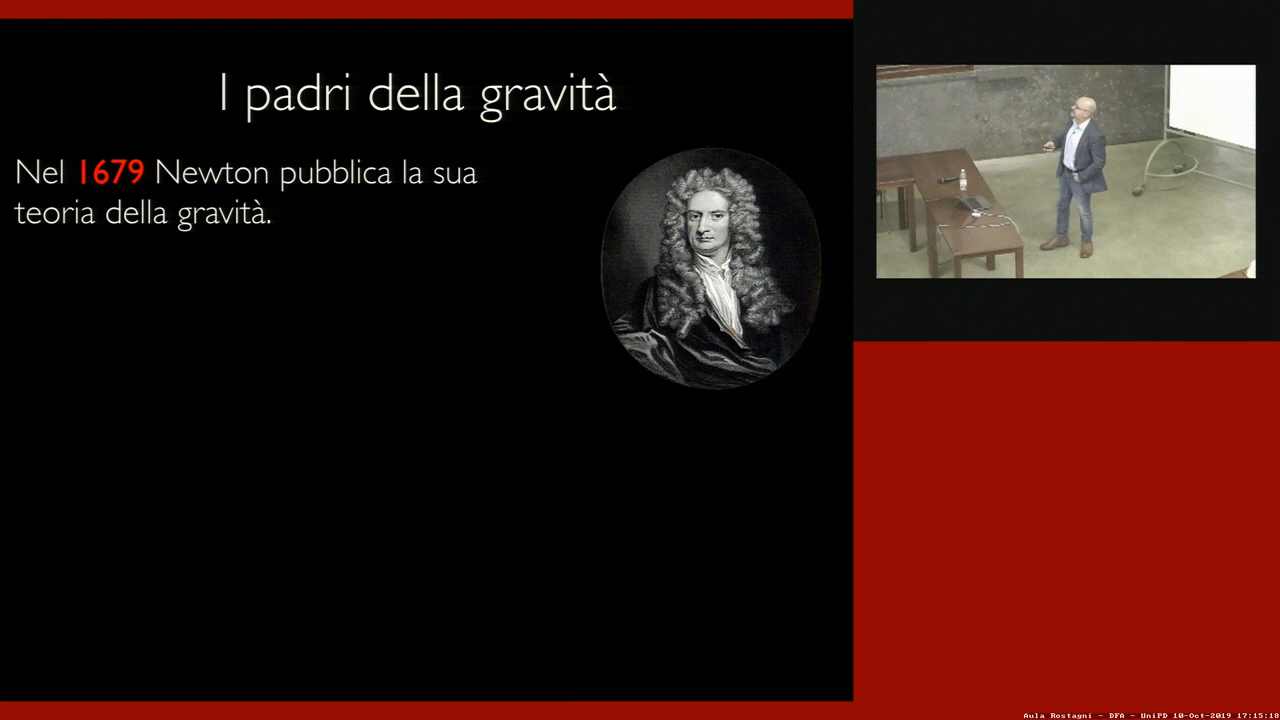 I padri della gravità
Nel 1679 Newton pubblica la sua
teoria della gravità.
Aula Rostagni - DFA - UniPD 10-Oct-2019 17:15:18